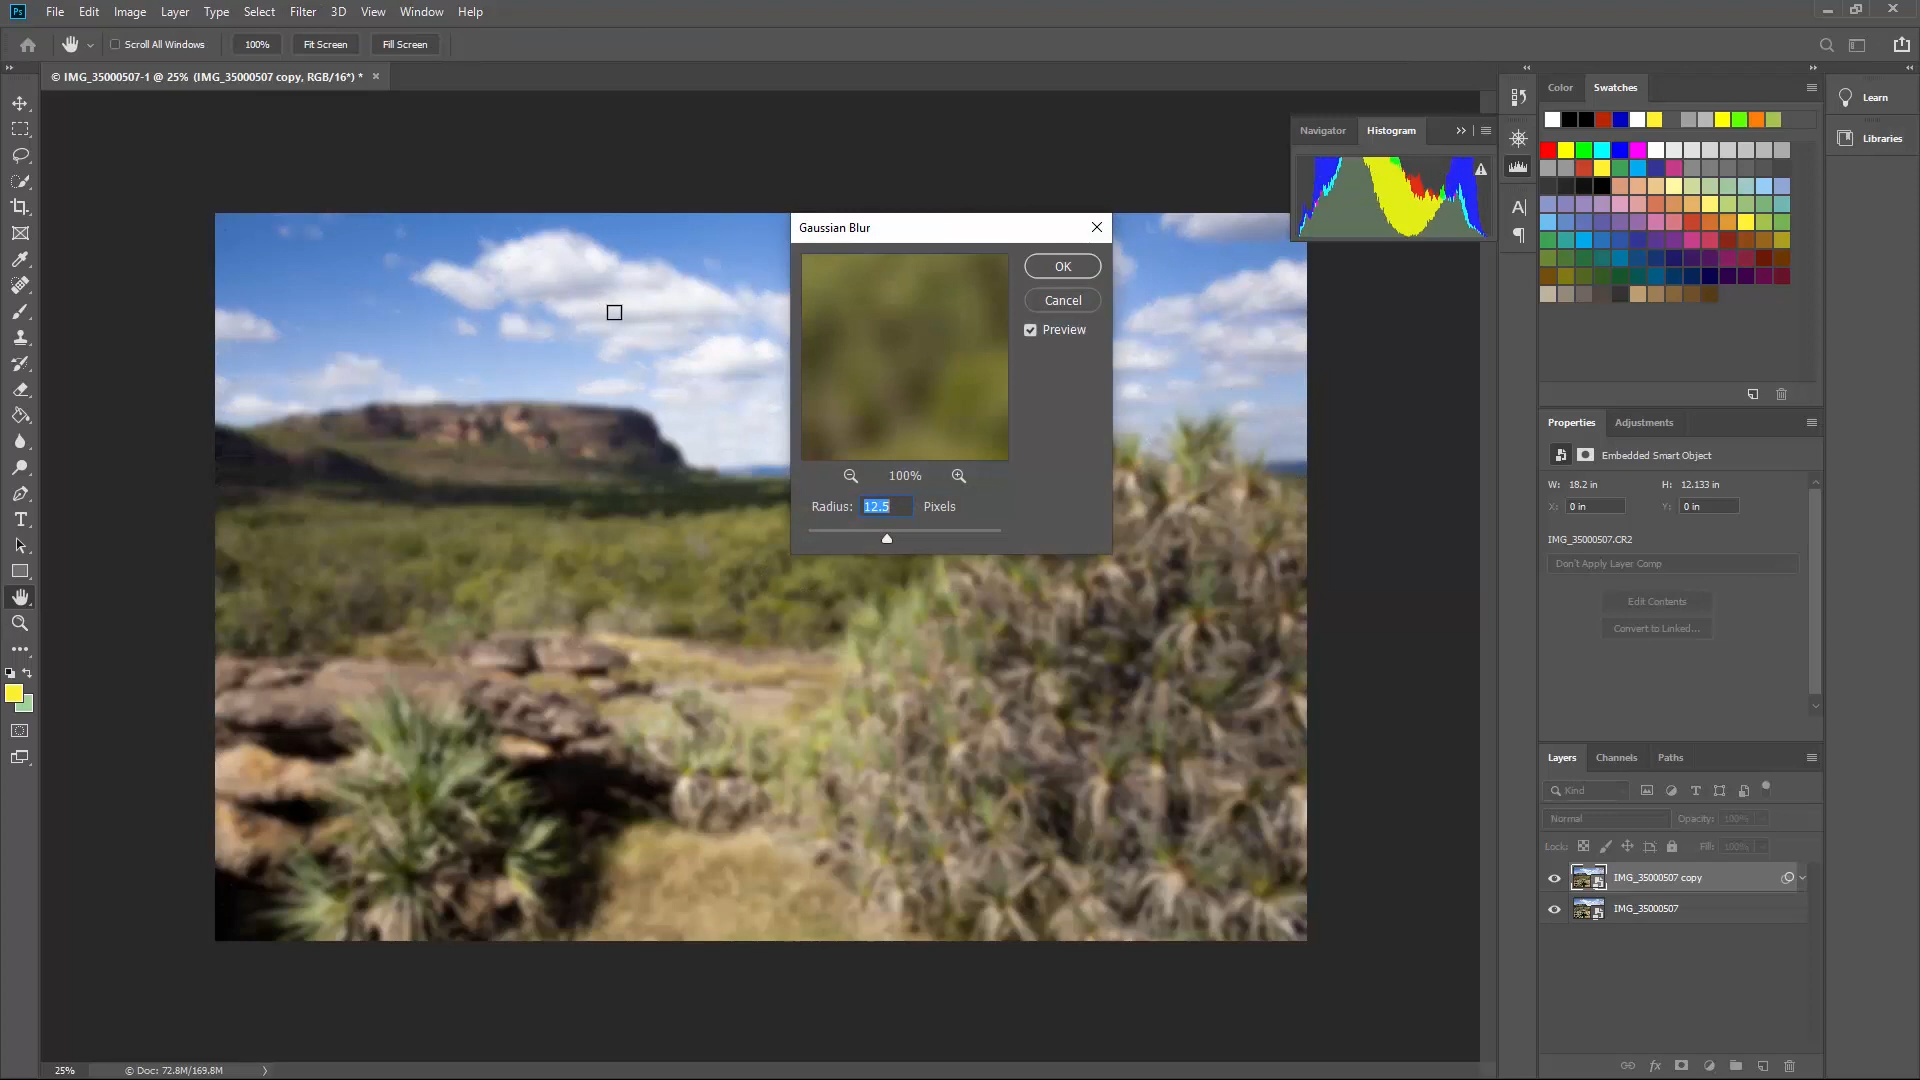 Ps File Edit Image Layer Type Select Filter 3D View Window Help
Scroll All Windows 100% Fit Screen Fill Screen
© IMG_35000507-1 @ 25% (IMG_35000507 copy, RGB/16*) * ×
Navigator Histogram
Color Swatches
Learn
Libraries
Gaussian Blur
OK
Cancel
Preview
100%
Radius: 12.5 Pixels
Properties Adjustments
Embedded Smart Object
W: 18.2 in H: 12.133 in
X: 0 in Y: 0 in
IMG_35000507.CR2
Don't Apply Layer Comp
Edit Contents
Convert to Linked...
Layers Channels Paths
Kind
Normal Opacity: 100%
Lock: Fill: 100%
IMG_35000507 copy
IMG_35000507
25% © Doc: 72.8M/169.8M